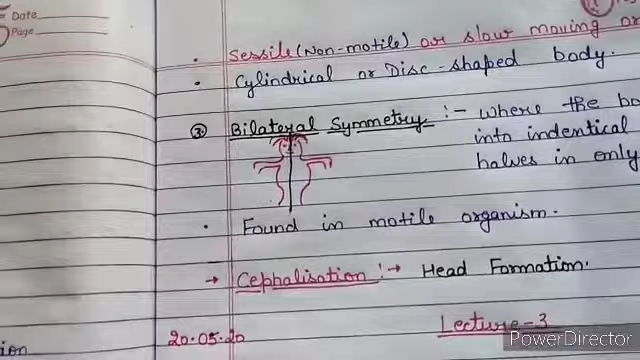 Date
Page
• Sessile (Non-motile) or slow moving or
• Cylindrical or Disc-shaped body.
③ Bilateral Symmetry :- where the bo
into indentical
halves in only
• Found in motile organism.
→ Cephalisation :→ Head Formation.
20.05.20
Lecture-3
ion
PowerDirector